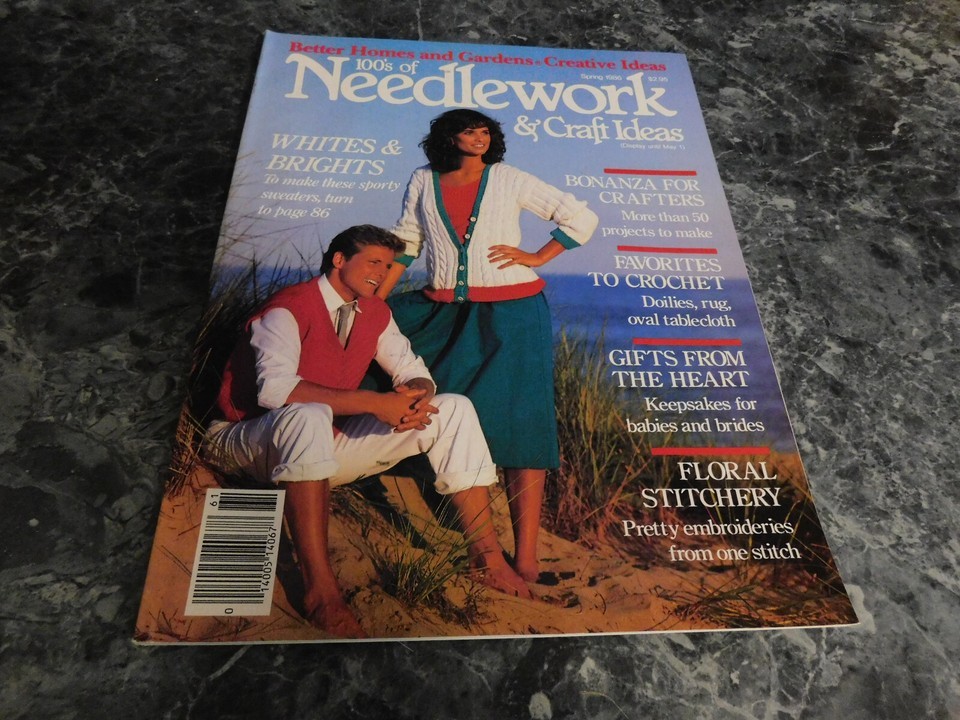 Better Homes and Gardens® Creative Ideas
100's of
Needlework
Spring 1986 $2.95
& Craft Ideas
(Display until May 1)
WHITES &
BRIGHTS
To make these sporty
sweaters, turn
to page 86
BONANZA FOR
CRAFTERS
More than 50
projects to make
FAVORITES
TO CROCHET
Doilies, rug,
oval tablecloth
GIFTS FROM
THE HEART
Keepsakes for
babies and brides
FLORAL
STITCHERY
Pretty embroideries
from one stitch
61
0 14005 14067